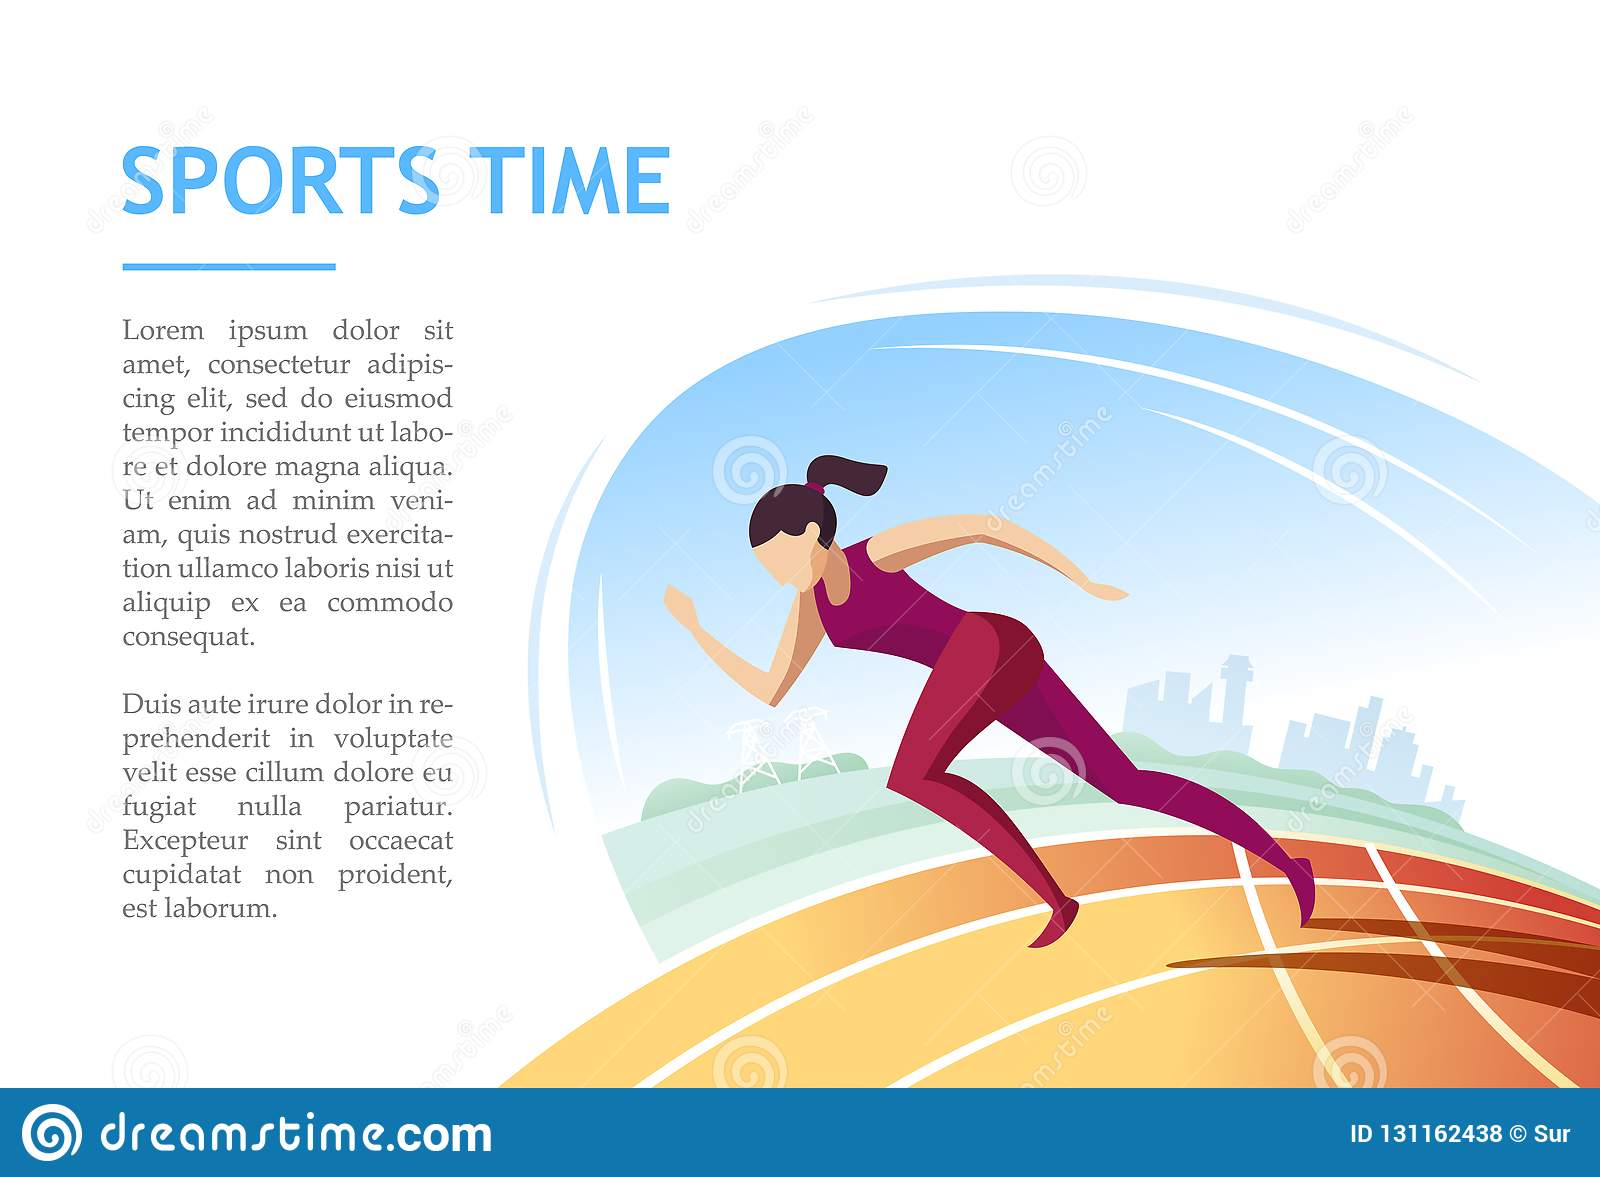 SPORTS TIME
Lorem ipsum dolor sit
amet, consectetur adipis-
cing elit, sed do eiusmod
tempor incididunt ut labo-
re et dolore magna aliqua.
Ut enim ad minim veni-
am, quis nostrud exercita-
tion ullamco laboris nisi ut
aliquip ex ea commodo
consequat.
Duis aute irure dolor in re-
prehenderit in voluptate
velit esse cillum dolore eu
fugiat nulla pariatur.
Excepteur sint occaecat
cupidatat non proident,
est laborum.
dreamstime.com
ID 131162438 © Sur